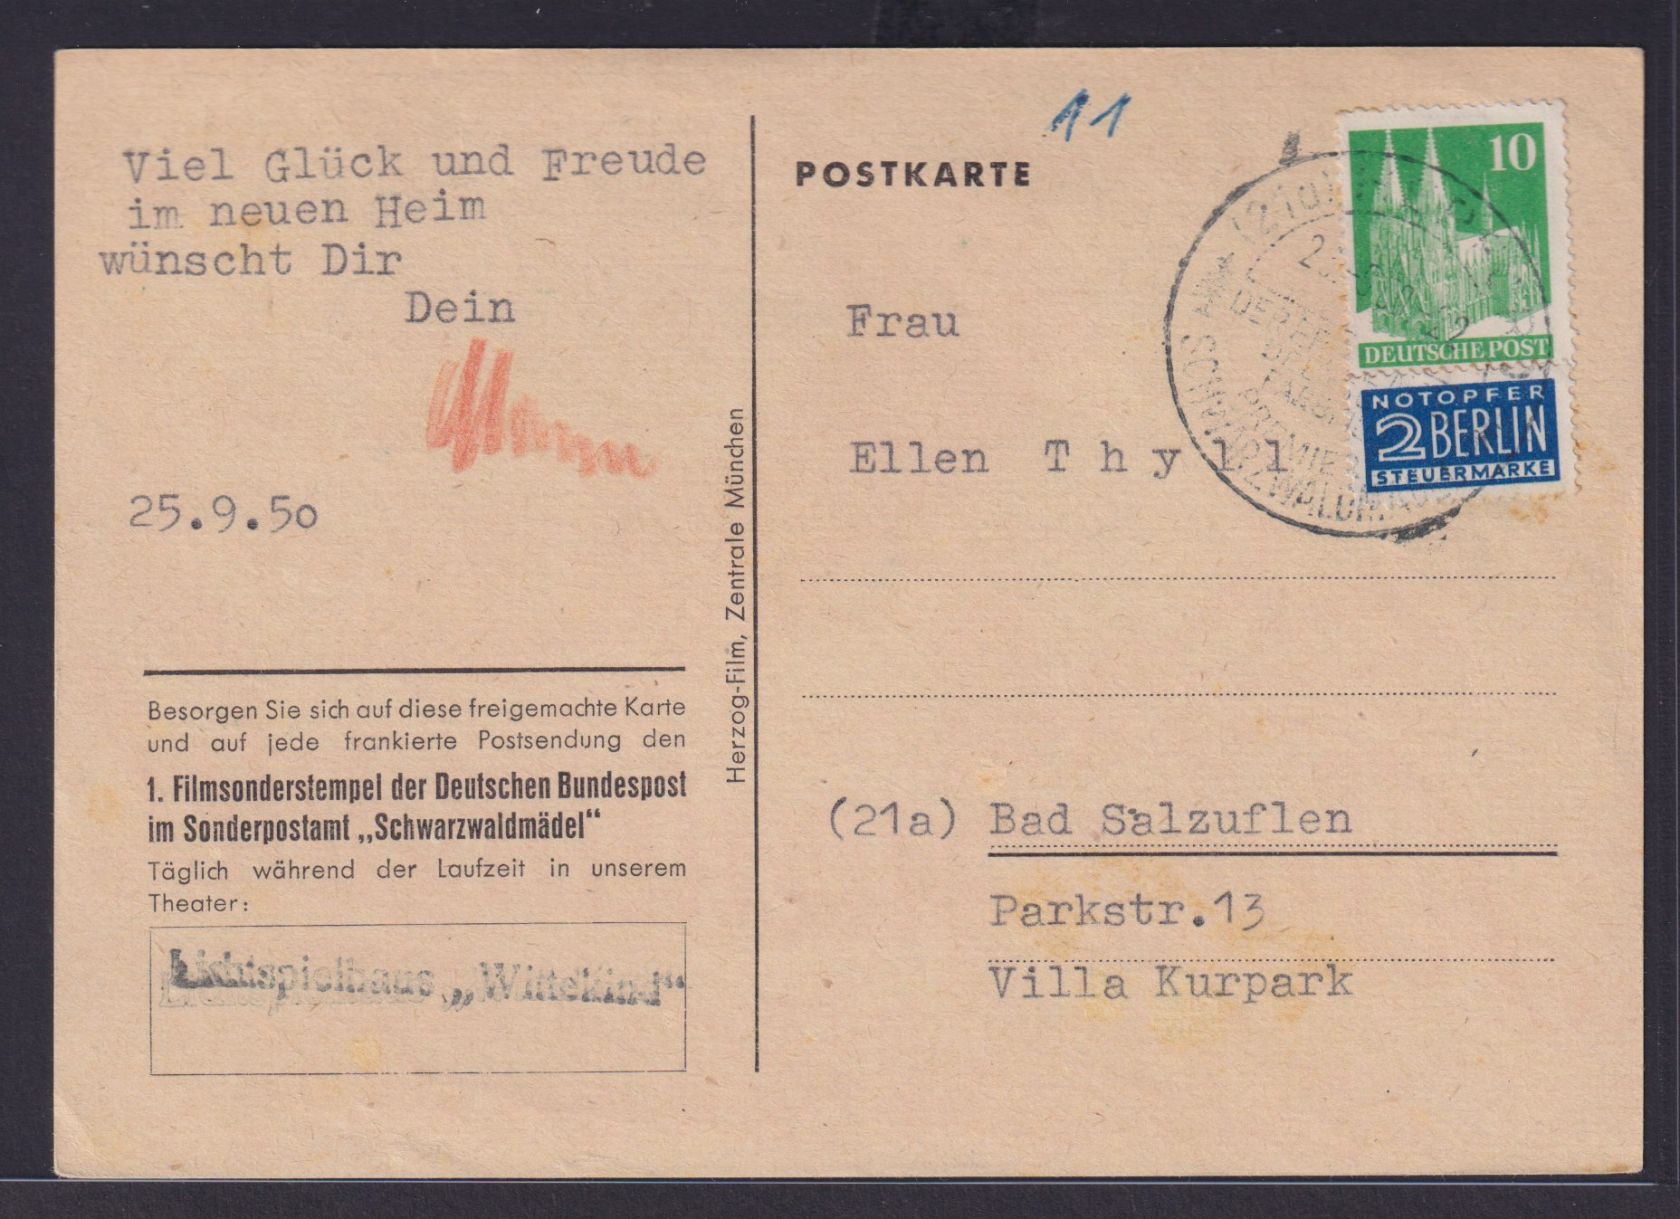 Viel Glück und Freude
im neuen Heim
wünscht Dir
Dein
25.9.50
Besorgen Sie sich auf diese freigemachte Karte
und auf jede frankierte Postsendung den
1. Filmsonderstempel der Deutschen Bundespost
im Sonderpostamt „Schwarzwaldmädel“
Täglich während der Laufzeit in unserem
Theater:
Lichtspielhaus „Wittekind“
Herzog-Film, Zentrale München
11
POSTKARTE
10
DEUTSCHE POST
NOTOPFER
2 BERLIN
STEUERMARKE
Frau
Ellen T h y l l
(21a) Bad Salzuflen
Parkstr.13
Villa Kurpark